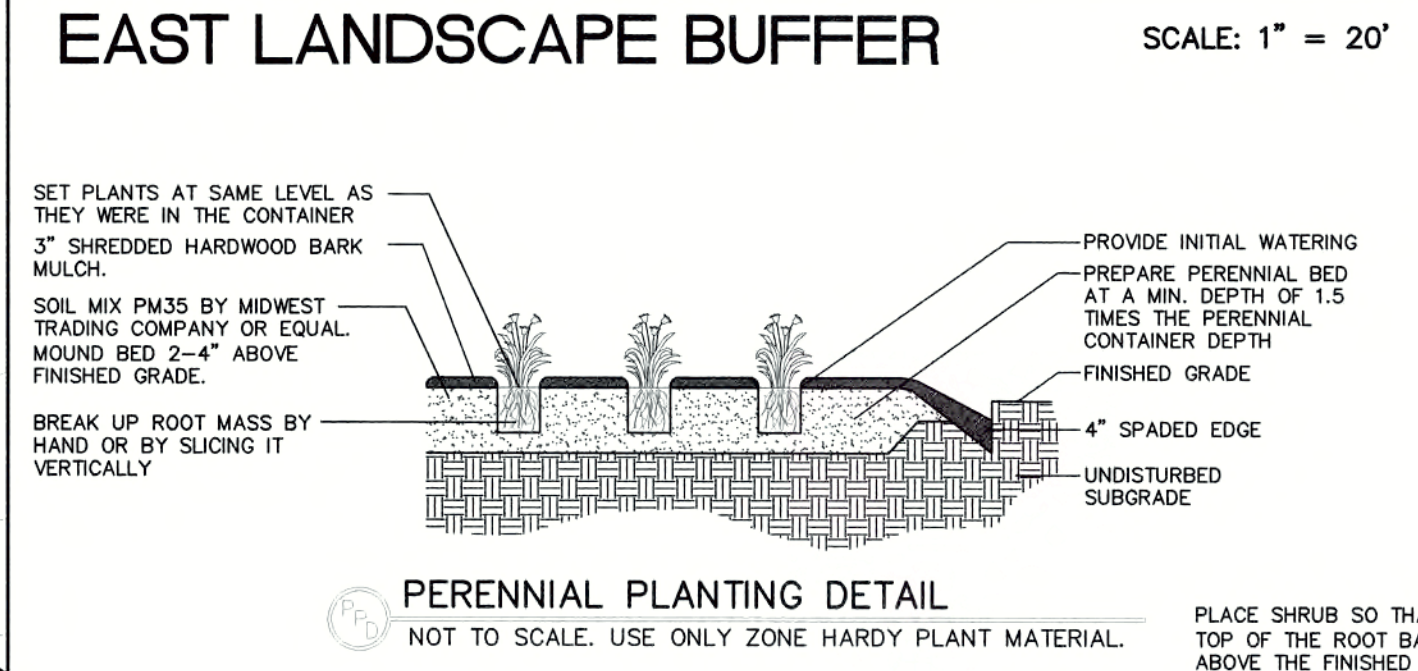 EAST LANDSCAPE BUFFER
SCALE: 1" = 20'
SET PLANTS AT SAME LEVEL AS
THEY WERE IN THE CONTAINER
3" SHREDDED HARDWOOD BARK
MULCH.
SOIL MIX PM35 BY MIDWEST
TRADING COMPANY OR EQUAL.
MOUND BED 2-4" ABOVE
FINISHED GRADE.
BREAK UP ROOT MASS BY
HAND OR BY SLICING IT
VERTICALLY
PROVIDE INITIAL WATERING
PREPARE PERENNIAL BED
AT A MIN. DEPTH OF 1.5
TIMES THE PERENNIAL
CONTAINER DEPTH
FINISHED GRADE
4" SPADED EDGE
UNDISTURBED
SUBGRADE
PPD
PERENNIAL PLANTING DETAIL
NOT TO SCALE. USE ONLY ZONE HARDY PLANT MATERIAL.
PLACE SHRUB SO
TOP OF THE ROOT
ABOVE THE FINISHED